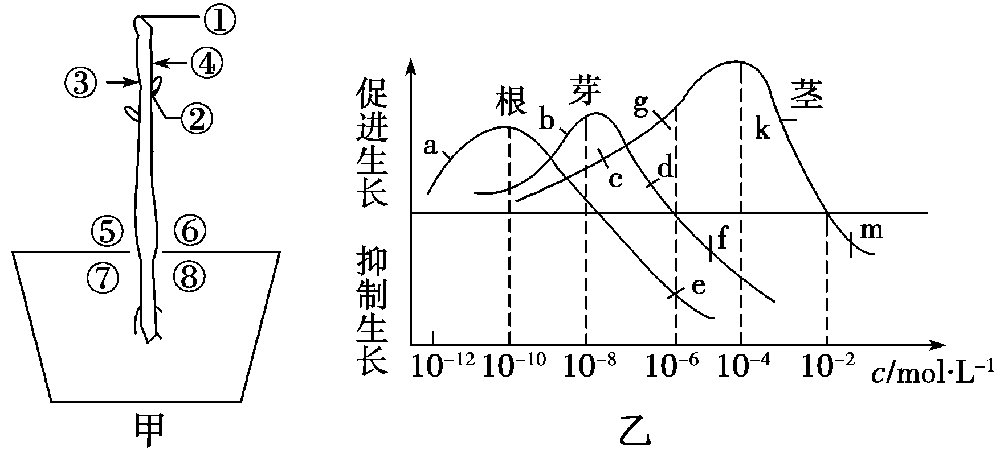 ①
④
③
②
⑤ ⑥
⑦ ⑧
甲
促进生长
抑制生长
根
芽
茎
a
b
g
c
d
k
f
e
m
10⁻¹² 10⁻¹⁰ 10⁻⁸ 10⁻⁶ 10⁻⁴ 10⁻² c/mol·L⁻¹
乙